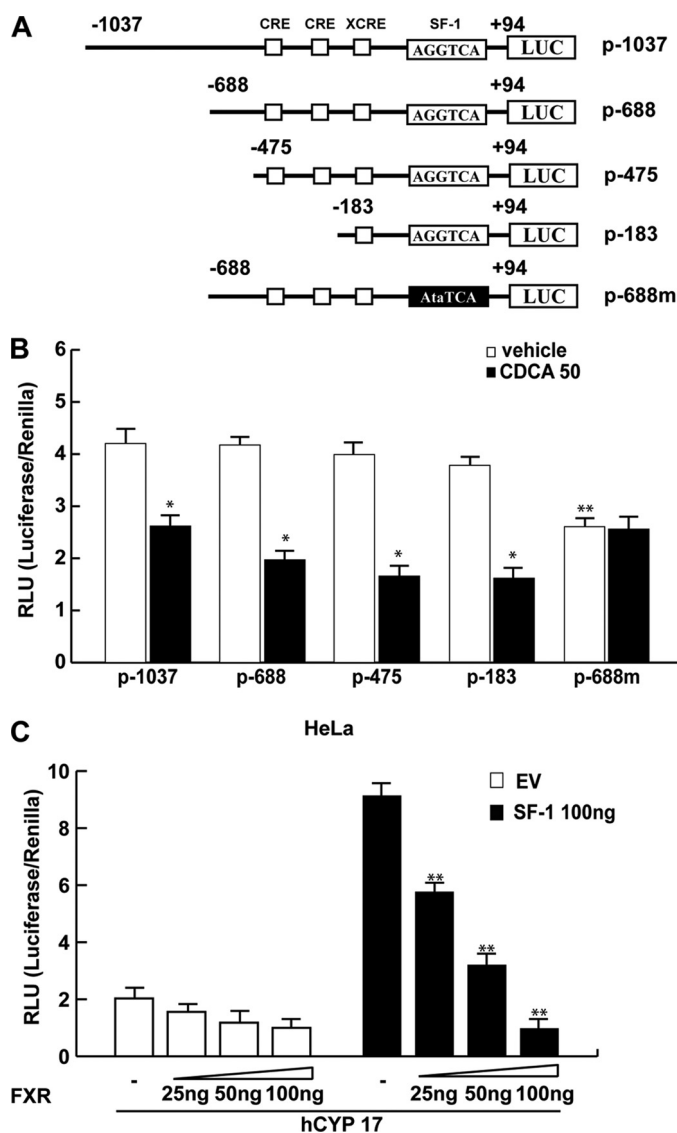 A
-1037 CRE CRE XCRE SF-1 +94
AGGTCA LUC p-1037
-688 +94
AGGTCA LUC p-688
-475 +94
AGGTCA LUC p-475
-183 +94
AGGTCA LUC p-183
-688 +94
AtaTCA LUC p-688m
B
RLU (Luciferase/Renilla)
6
5
4
3
2
1
0
vehicle
CDCA 50
* * * * **
p-1037 p-688 p-475 p-183 p-688m
HeLa
C
RLU (Luciferase/Renilla)
10
8
6
4
2
0
EV
SF-1 100ng
**
**
**
FXR - 25ng 50ng 100ng - 25ng 50ng 100ng
hCYP 17